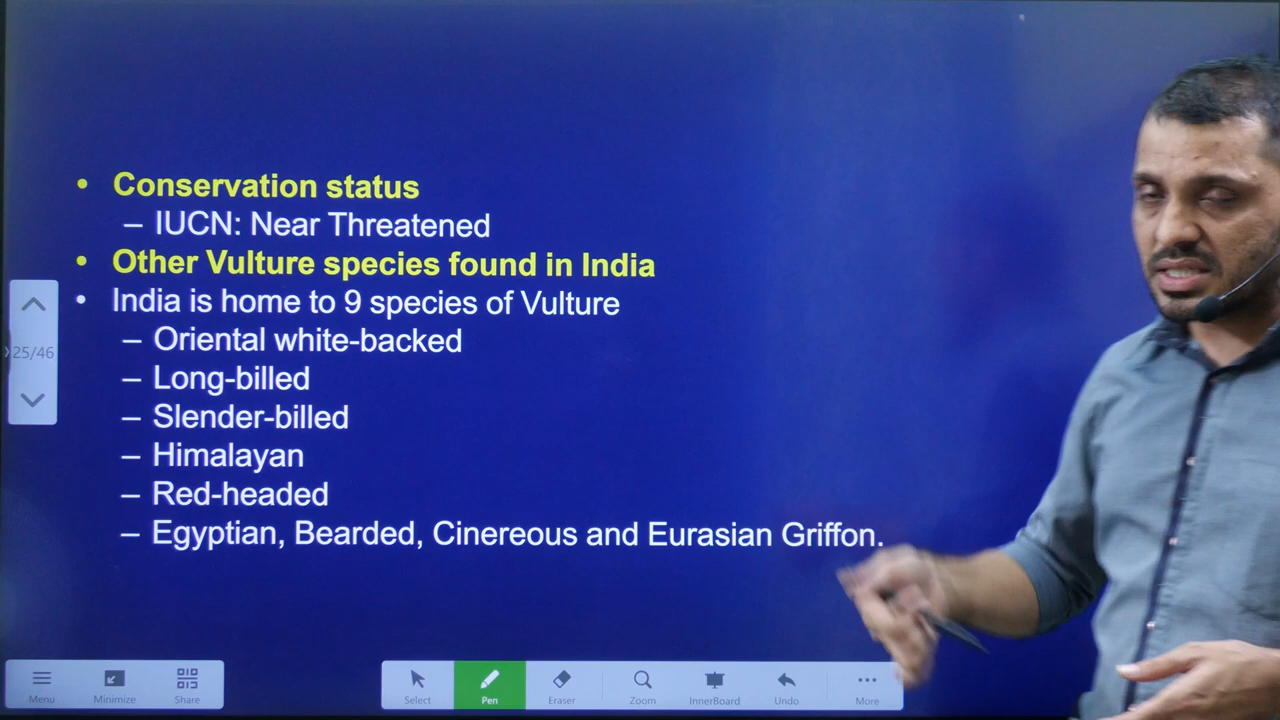 • Conservation status
– IUCN: Near Threatened
• Other Vulture species found in India
• India is home to 9 species of Vulture
– Oriental white-backed
– Long-billed
– Slender-billed
– Himalayan
– Red-headed
– Egyptian, Bearded, Cinereous and Eurasian Griffon.
25/46
Menu Minimize Share Select Pen Eraser Zoom InnerBoard Undo More